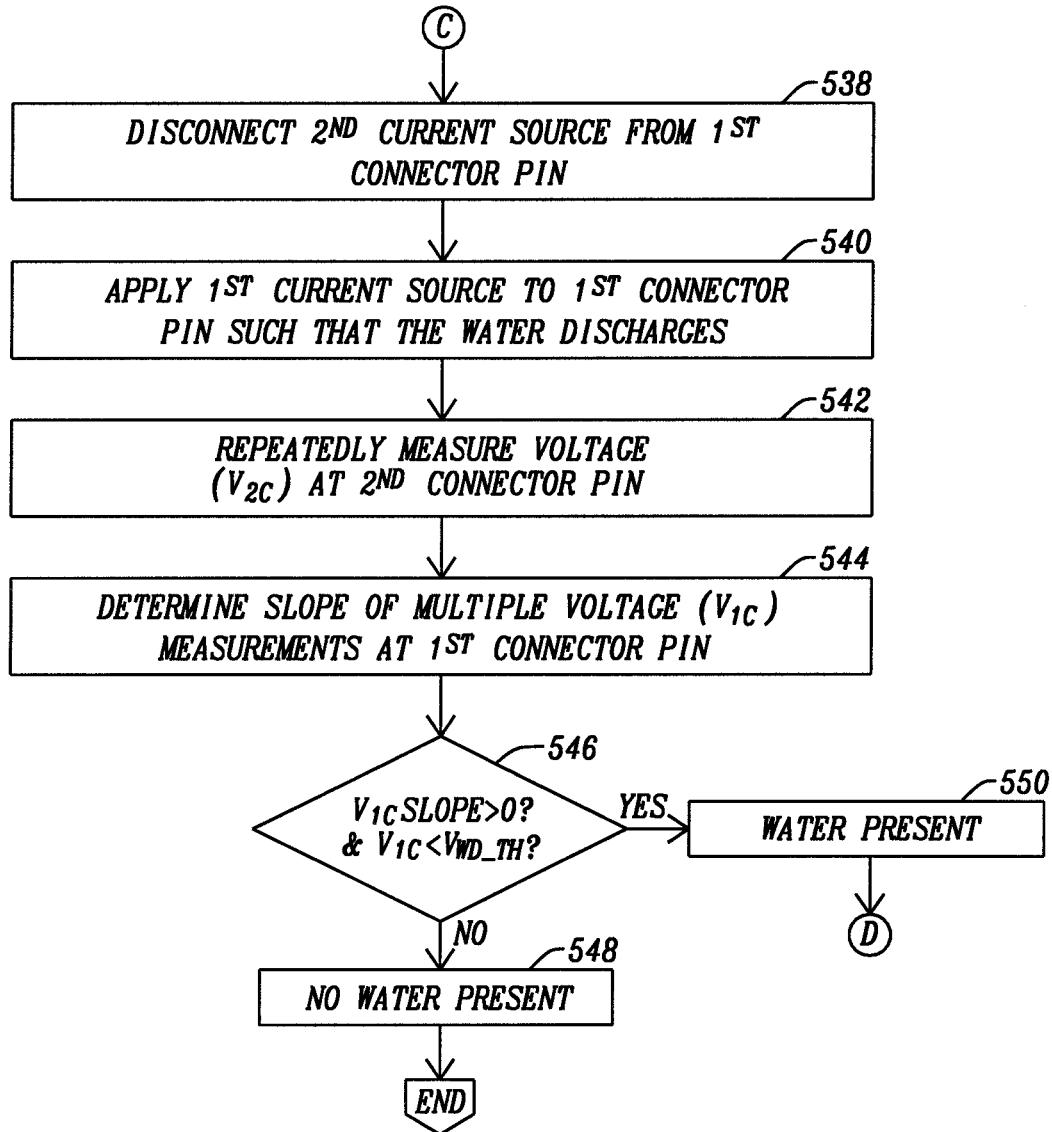 C
538
DISCONNECT 2ND CURRENT SOURCE FROM 1ST
CONNECTOR PIN
540
APPLY 1ST CURRENT SOURCE TO 1ST CONNECTOR
PIN SUCH THAT THE WATER DISCHARGES
542
REPEATEDLY MEASURE VOLTAGE
(V2C) AT 2ND CONNECTOR PIN
544
DETERMINE SLOPE OF MULTIPLE VOLTAGE (V1C)
MEASUREMENTS AT 1ST CONNECTOR PIN
546
V1C SLOPE>0?
& V1C<VWD_TH?
YES
550
WATER PRESENT
D
NO
548
NO WATER PRESENT
END